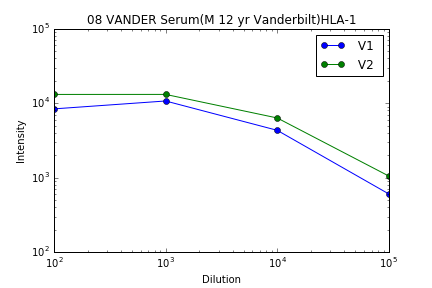 08 VANDER Serum(M 12 yr Vanderbilt)HLA-1
V1
V2
Intensity
10^5
10^4
10^3
10^2
10^2 10^3 10^4 10^5
Dilution